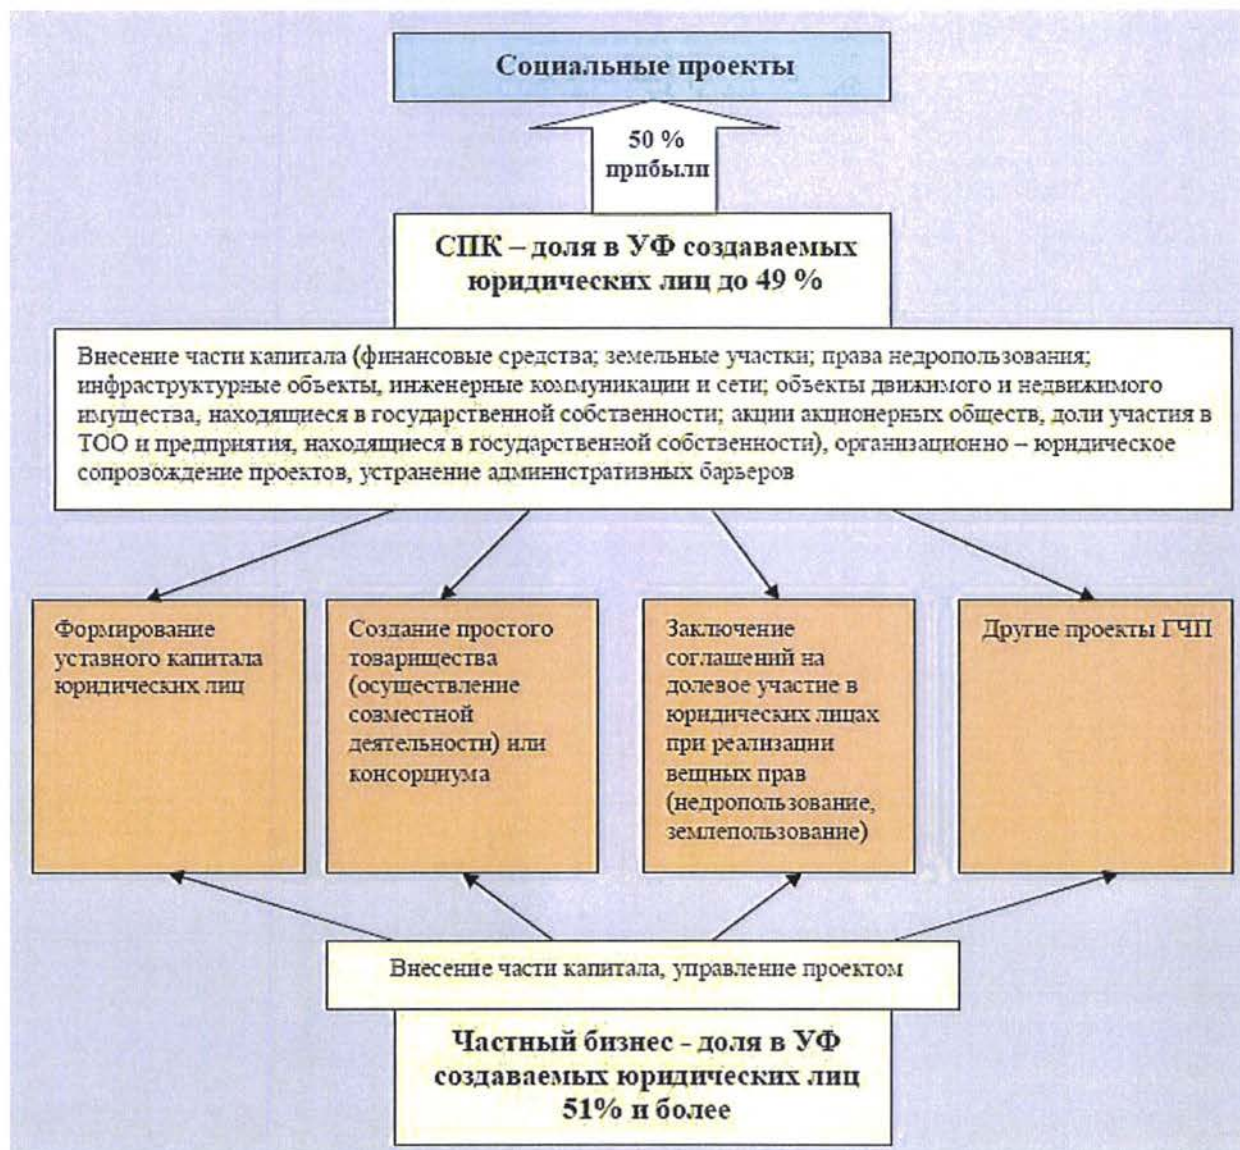 Социальные проекты
50 %
прибыли
СПК – доля в УФ создаваемых
юридических лиц до 49 %
Внесение части капитала (финансовые средства; земельные участки; права недропользования;
инфраструктурные объекты, инженерные коммуникации и сети; объекты движимого и недвижимого
имущества, находящиеся в государственной собственности; акции акционерных обществ, доли участия в
ТОО и предприятия, находящиеся в государственной собственности), организационно – юридическое
сопровождение проектов, устранение административных барьеров
Формирование
уставного капитала
юридических лиц
Создание простого
товарищества
(осуществление
совместной
деятельности) или
консорциума
Заключение
соглашений на
долевое участие в
юридических лицах
при реализации
вещных прав
(недропользование,
землепользование)
Другие проекты ГЧП
Внесение части капитала, управление проектом
Частный бизнес - доля в УФ
создаваемых юридических лиц
51% и более